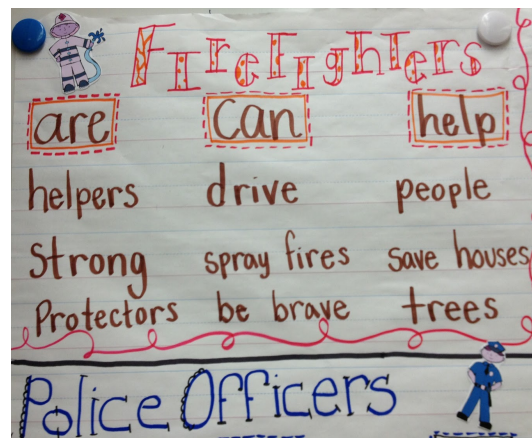 Firefighters
are can help
helpers drive people
Strong spray fires save houses
Protectors be brave trees
Police Officers